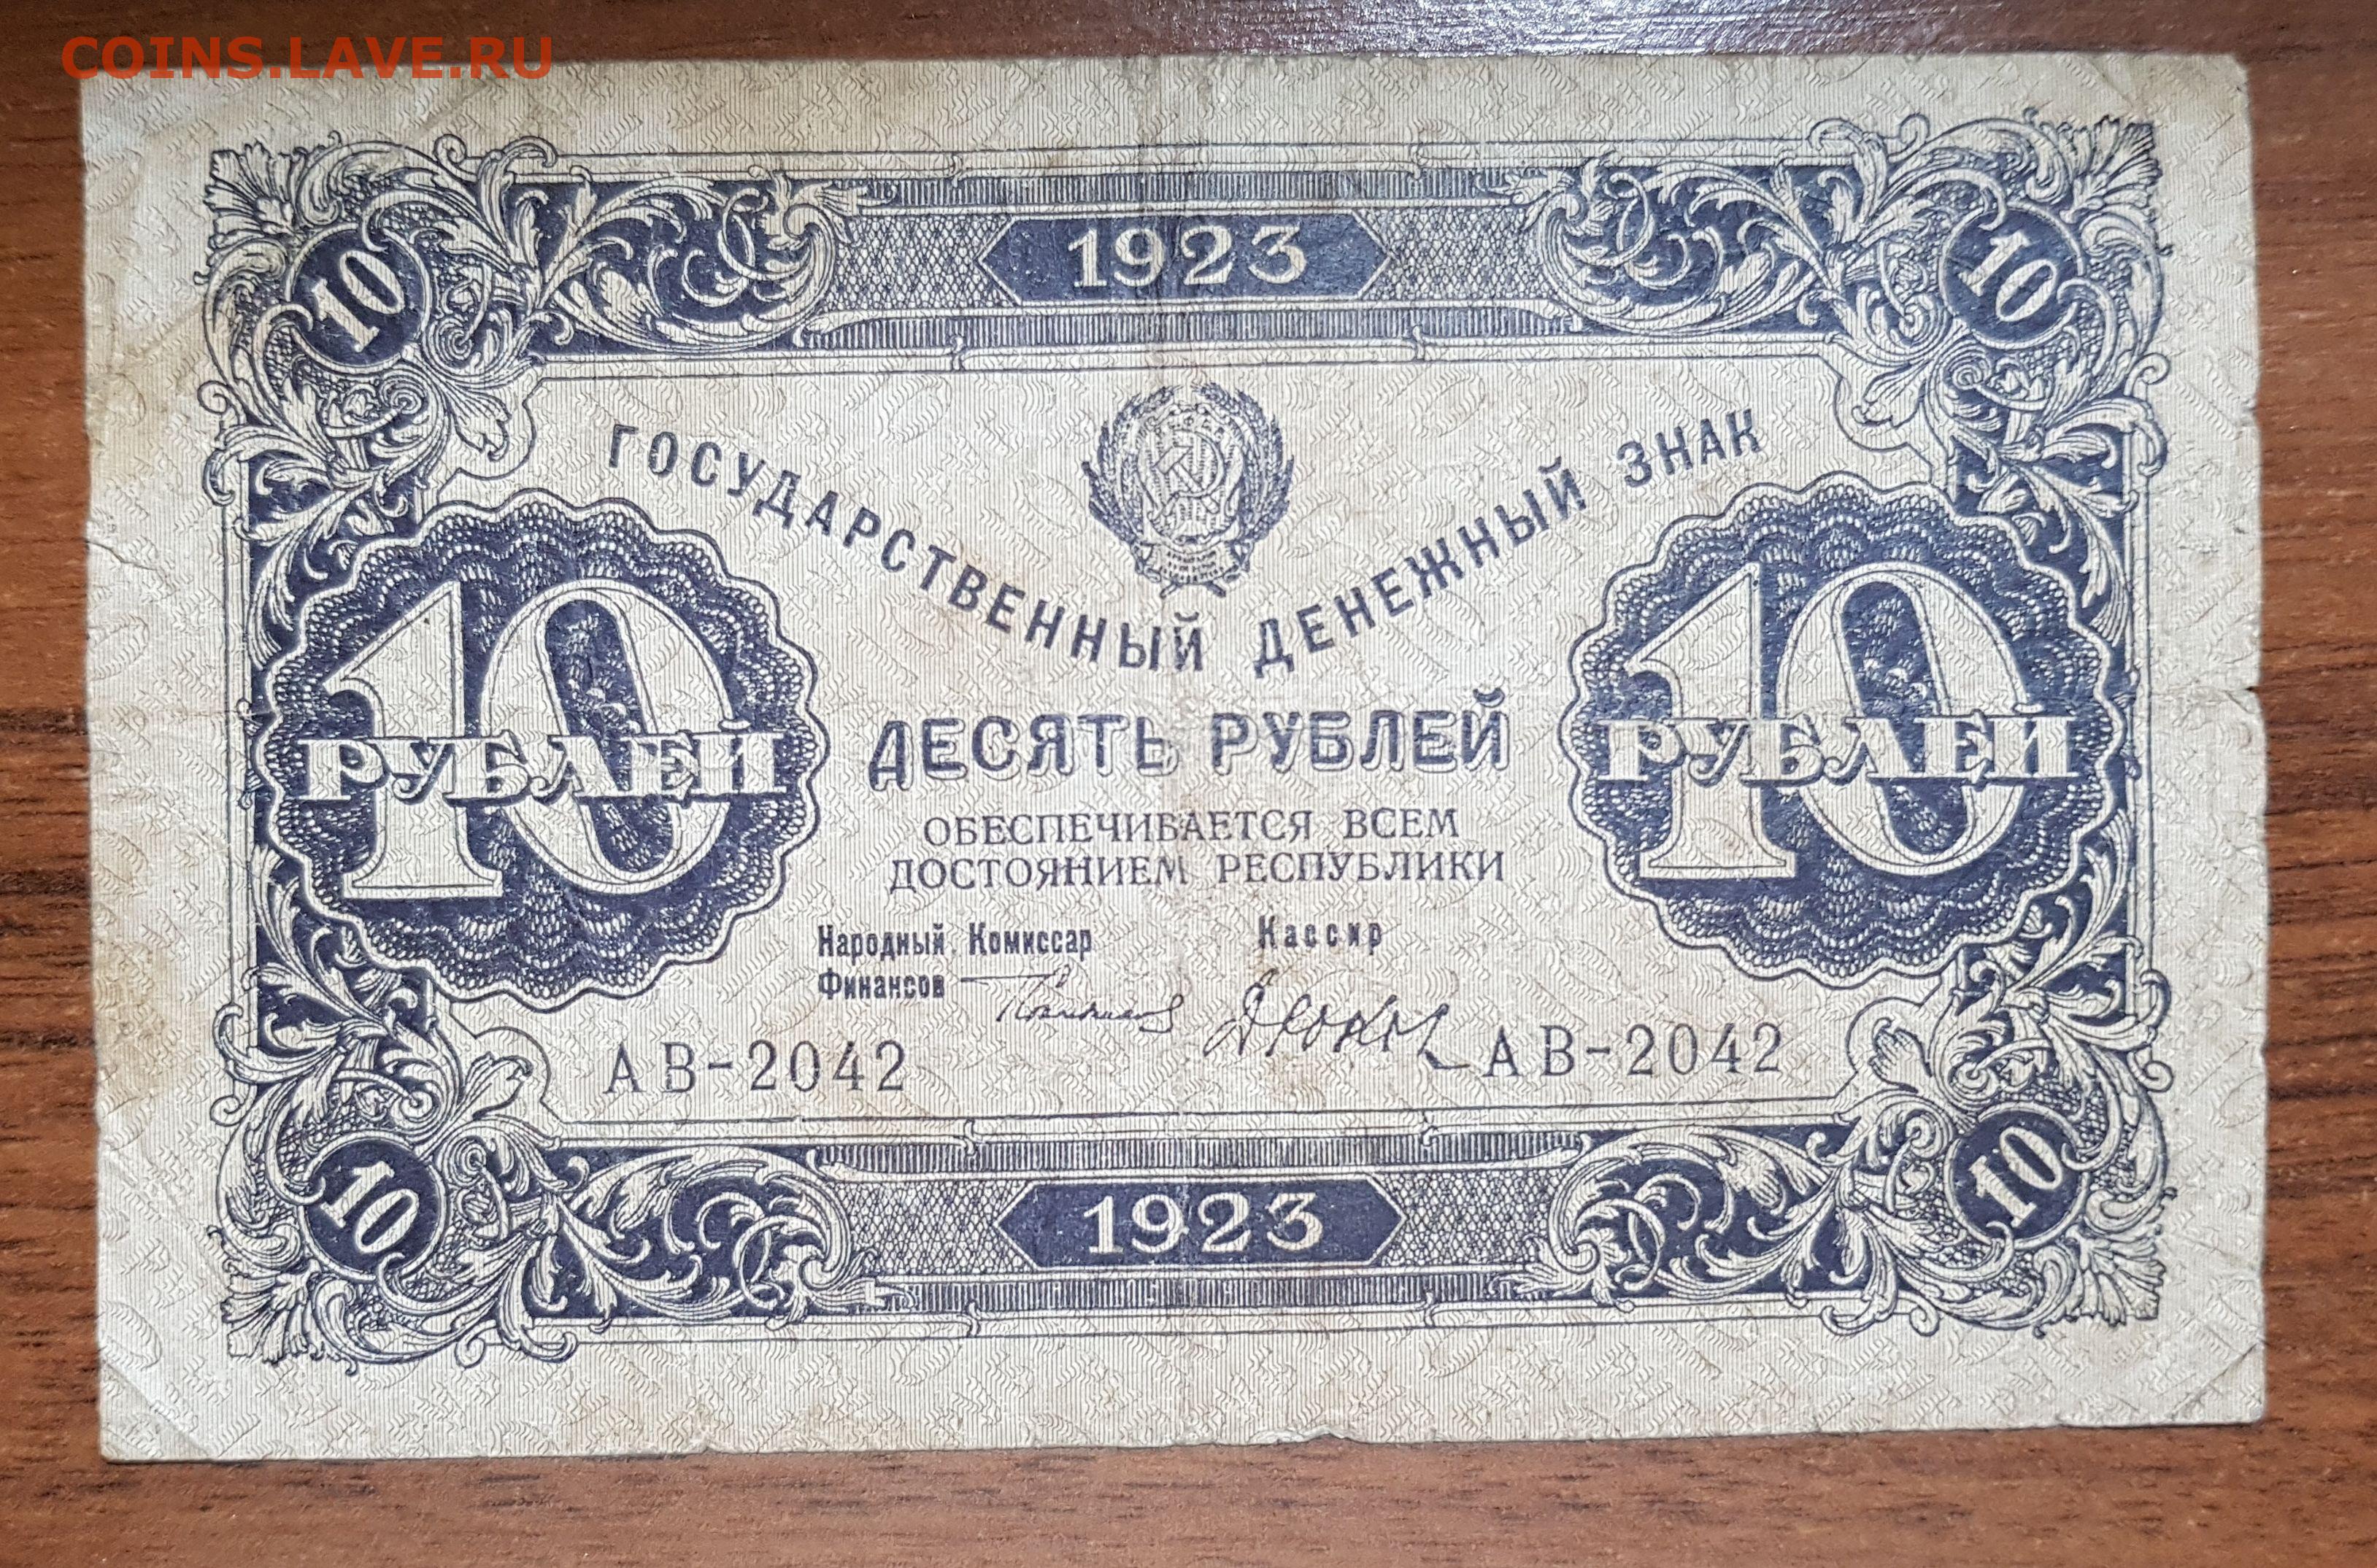 COINS.LAVE.RU
1923
10 10
ГОСУДАРСТВЕННЫЙ ДЕНЕЖНЫЙ ЗНАК
10 10
РУБЛЕЙ ДЕСЯТЬ РУБЛЕЙ РУБЛЕЙ
ОБЕСПЕЧИВАЕТСЯ ВСЕМ
ДОСТОЯНИЕМ РЕСПУБЛИКИ
Народный Комиссар Кассир
Финансов
АВ-2042 АВ-2042
10 10
1923